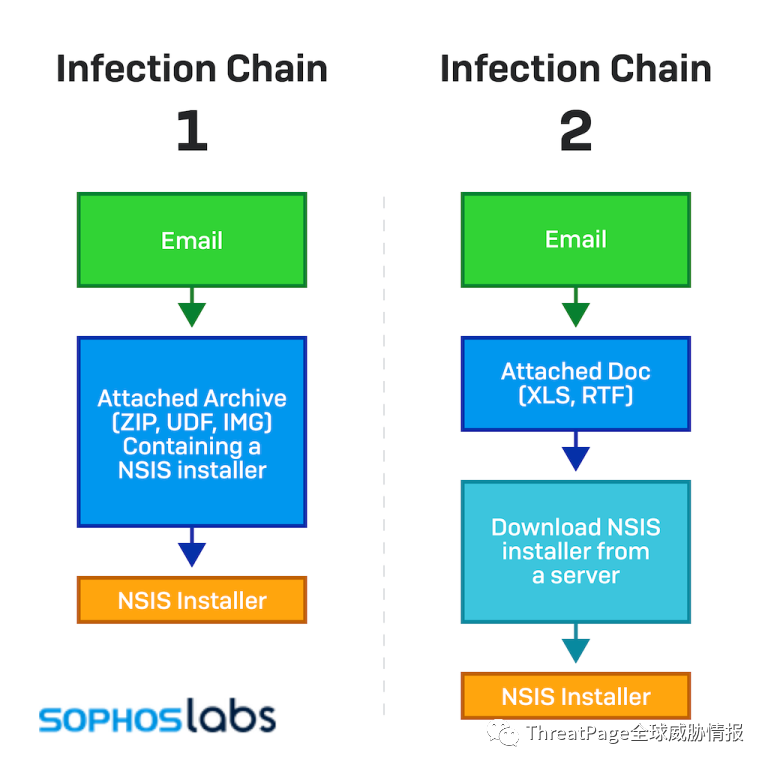 Infection Chain
1
Email
Attached Archive
(ZIP, UDF, IMG)
Containing a
NSIS installer
NSIS Installer
Infection Chain
2
Email
Attached Doc
(XLS, RTF)
Download NSIS
installer from
a server
NSIS Installer
SOPHOSlabs
ThreatPage全球威胁情报